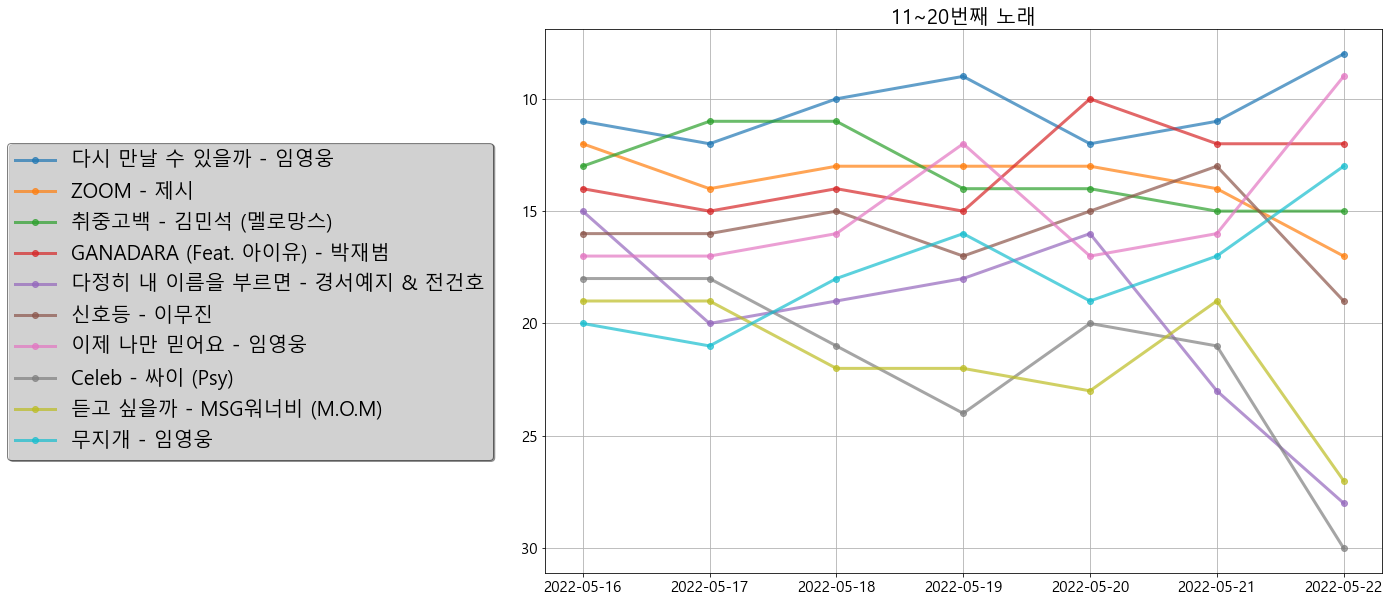 11~20번째 노래
다시 만날 수 있을까 - 임영웅
ZOOM - 제시
취중고백 - 김민석 (멜로망스)
GANADARA (Feat. 아이유) - 박재범
다정히 내 이름을 부르면 - 경서예지 & 전건호
신호등 - 이무진
이제 나만 믿어요 - 임영웅
Celeb - 싸이 (Psy)
듣고 싶을까 - MSG워너비 (M.O.M)
무지개 - 임영웅
10
15
20
25
30
2022-05-16 2022-05-17 2022-05-18 2022-05-19 2022-05-20 2022-05-21 2022-05-22